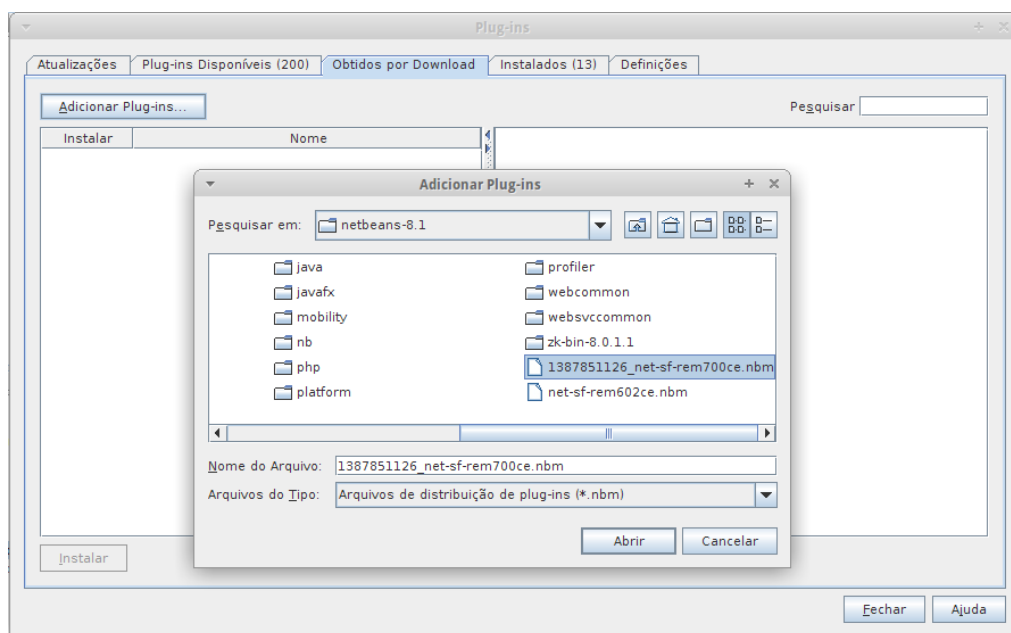 Plug-ins
Atualizações Plug-ins Disponíveis (200) Obtidos por Download Instalados (13) Definições
Adicionar Plug-ins... Pesquisar
Instalar Nome
Adicionar Plug-ins
Pesquisar em: netbeans-8.1
java profiler
javafx webcommon
mobility websvccommon
nb zk-bin-8.0.1.1
php 1387851126_net-sf-rem700ce.nbm
platform net-sf-rem602ce.nbm
Nome do Arquivo: 1387851126_net-sf-rem700ce.nbm
Arquivos do Tipo: Arquivos de distribuição de plug-ins (*.nbm)
Abrir Cancelar
Instalar
Fechar Ajuda